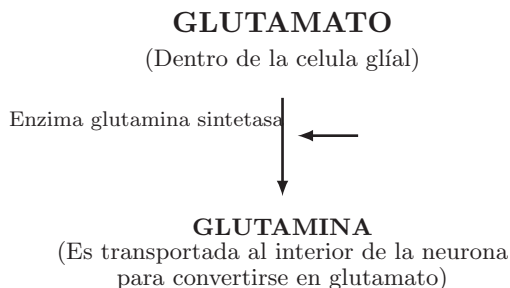 GLUTAMATO
(Dentro de la celula glíal)
Enzima glutamina sintetasa
GLUTAMINA
(Es transportada al interior de la neurona
para convertirse en glutamato)